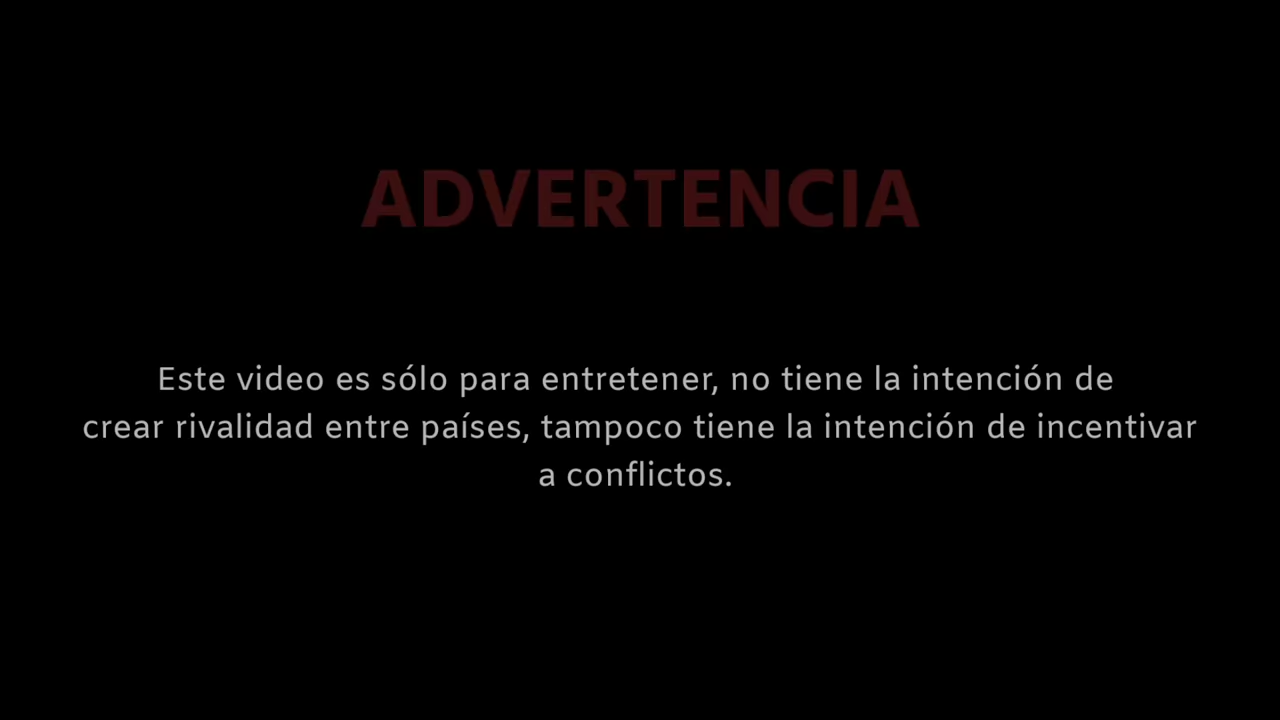 ADVERTENCIA
Este video es sólo para entretener, no tiene la intención de
crear rivalidad entre países, tampoco tiene la intención de incentivar
a conflictos.